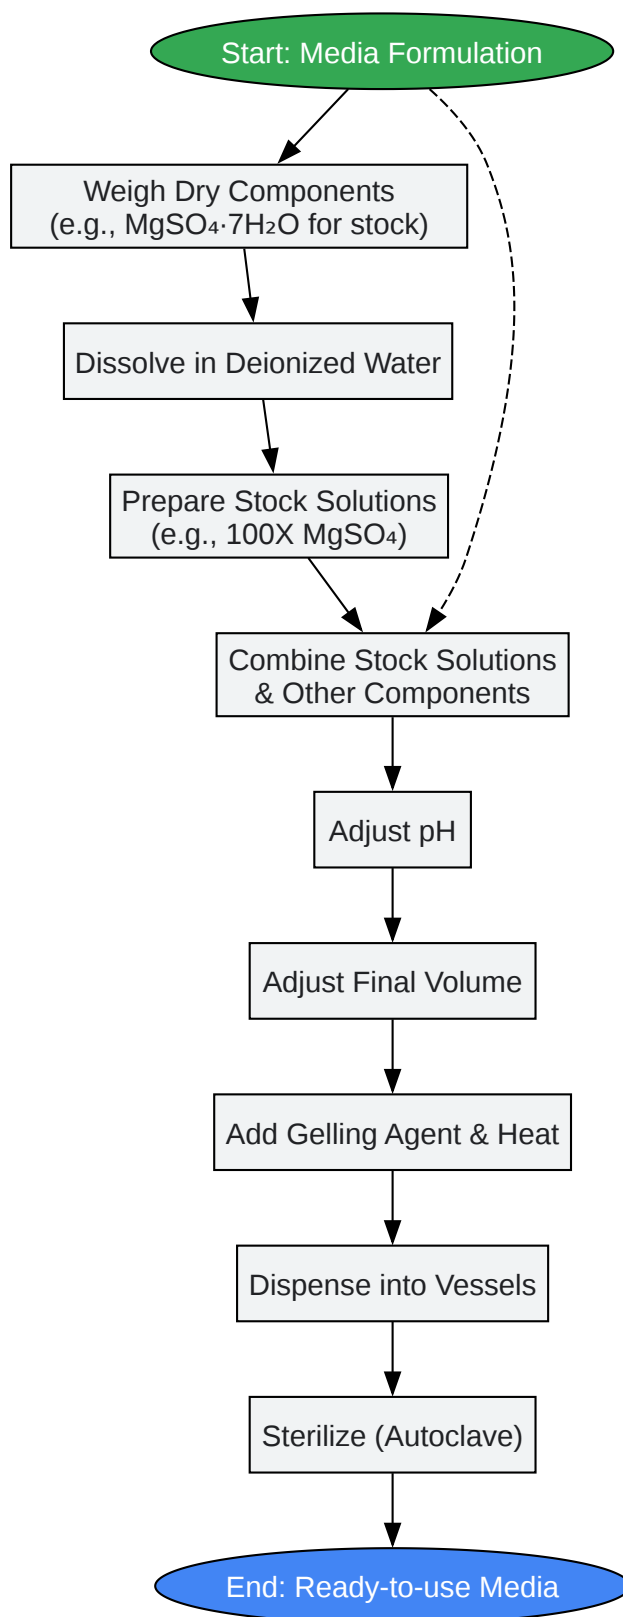 Start: Media Formulation
Weigh Dry Components
(e.g., MgSO₄·7H₂O for stock)
Dissolve in Deionized Water
Prepare Stock Solutions
(e.g., 100X MgSO₄)
Combine Stock Solutions
& Other Components
Adjust pH
Adjust Final Volume
Add Gelling Agent & Heat
Dispense into Vessels
Sterilize (Autoclave)
End: Ready-to-use Media